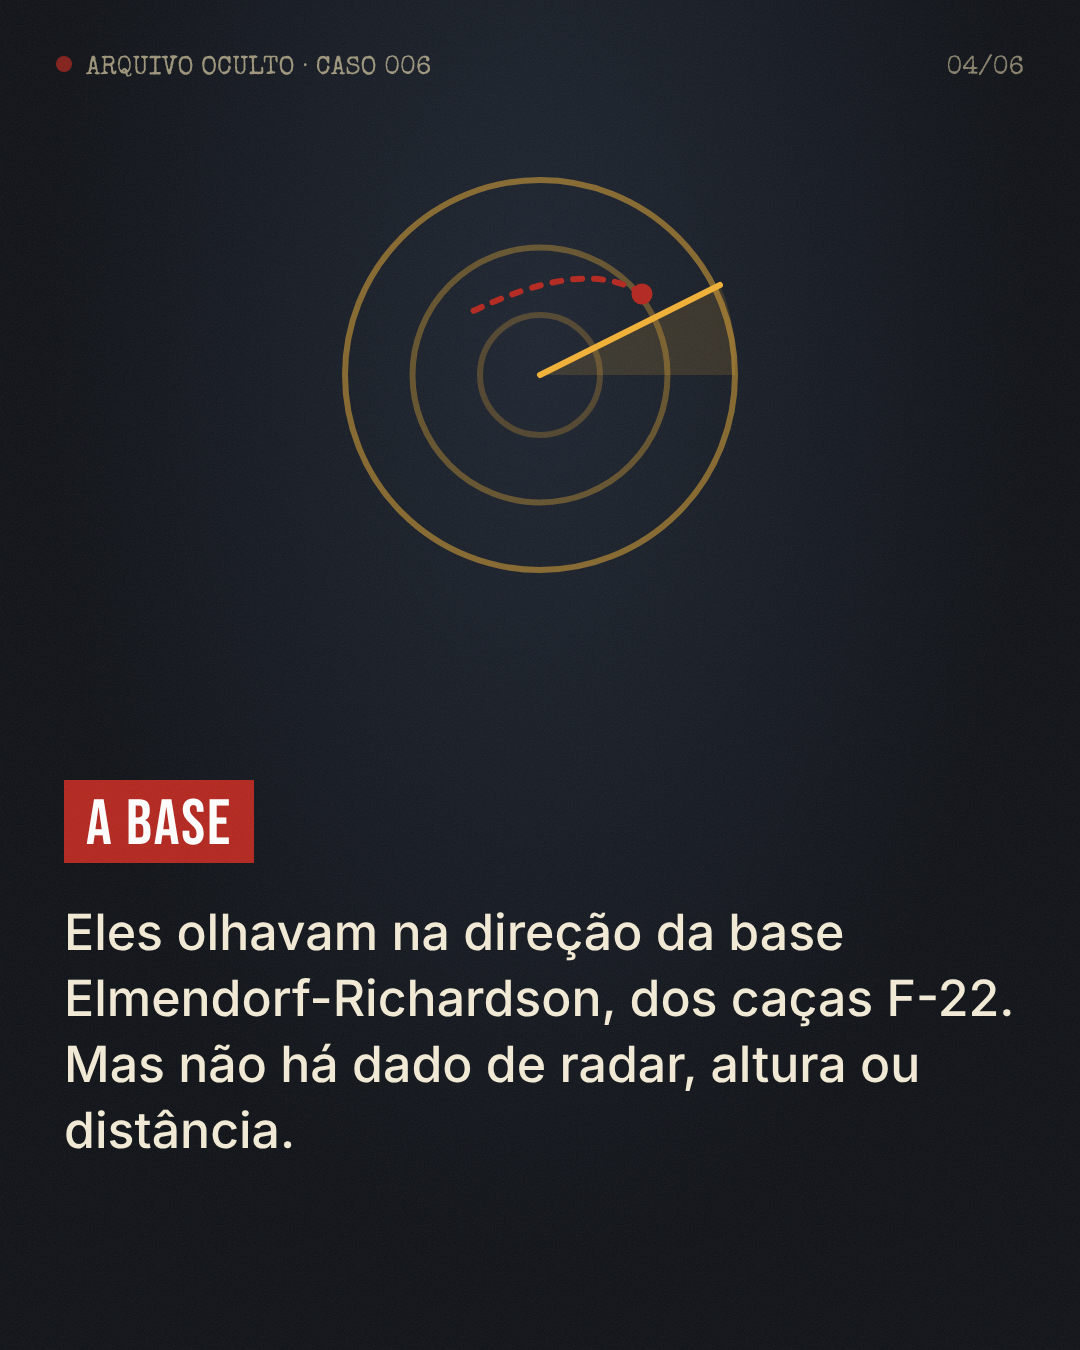 ARQUIVO OCULTO · CASO 006
04/06
A BASE
Eles olhavam na direção da base
Elmendorf-Richardson, dos caças F-22.
Mas não há dado de radar, altura ou
distância.